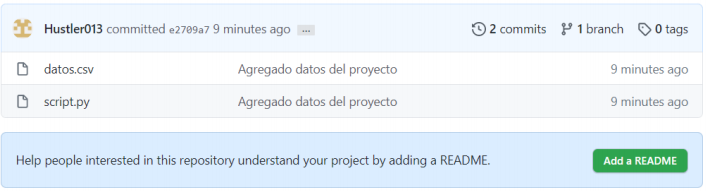 Hustler013 committed e2709a7 9 minutes ago ... 2 commits 1 branch 0 tags
datos.csv Agregado datos del proyecto 9 minutes ago
script.py Agregado datos del proyecto 9 minutes ago
Help people interested in this repository understand your project by adding a README. Add a README